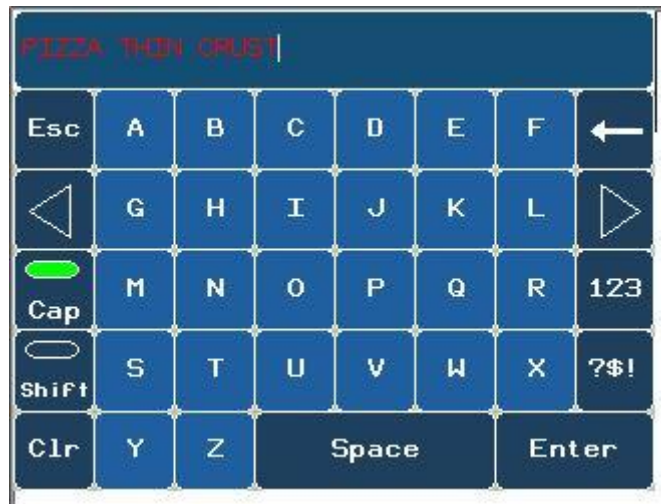 PIZZA THIN CRUST
Esc A B C D E F
G H I J K L
M N O P Q R 123
Cap
S T U V W X ?$!
Shift
Clr Y Z Space Enter